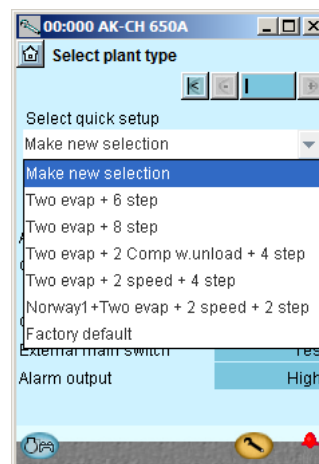 00:000 AK-CH 650A
Select plant type
Select quick setup
Make new selection
Make new selection
Two evap + 6 step
Two evap + 8 step
Two evap + 2 Comp w.unload + 4 step
Two evap + 2 speed + 4 step
Norway1+Two evap + 2 speed + 2 step
Factory default
External main switch
Alarm output High